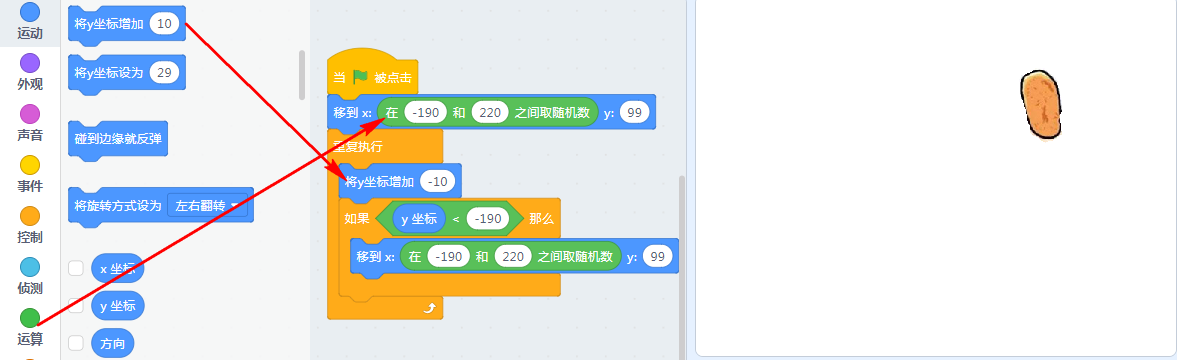 运动
外观
声音
事件
控制
侦测
运算
将y坐标增加 10
将y坐标设为 29
碰到边缘就反弹
将旋转方式设为 左右翻转
x 坐标
y 坐标
方向
当 被点击
移到 x: 在 -190 和 220 之间取随机数 y: 99
重复执行
将y坐标增加 -10
如果 y 坐标 < -190 那么
移到 x: 在 -190 和 220 之间取随机数 y: 99